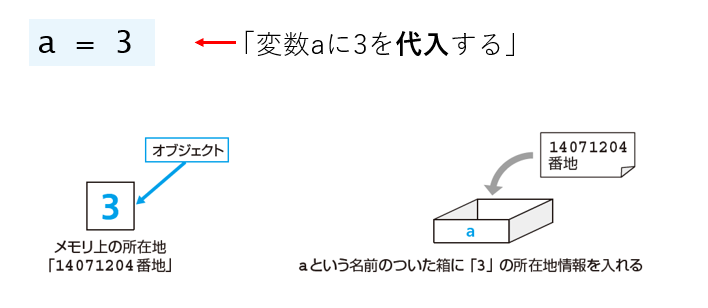 a = 3
「変数aに3を代入する」
オブジェクト
14071204
番地
3
a
メモリ上の所在地
「14071204番地」
aという名前のついた箱に「3」の所在地情報を入れる